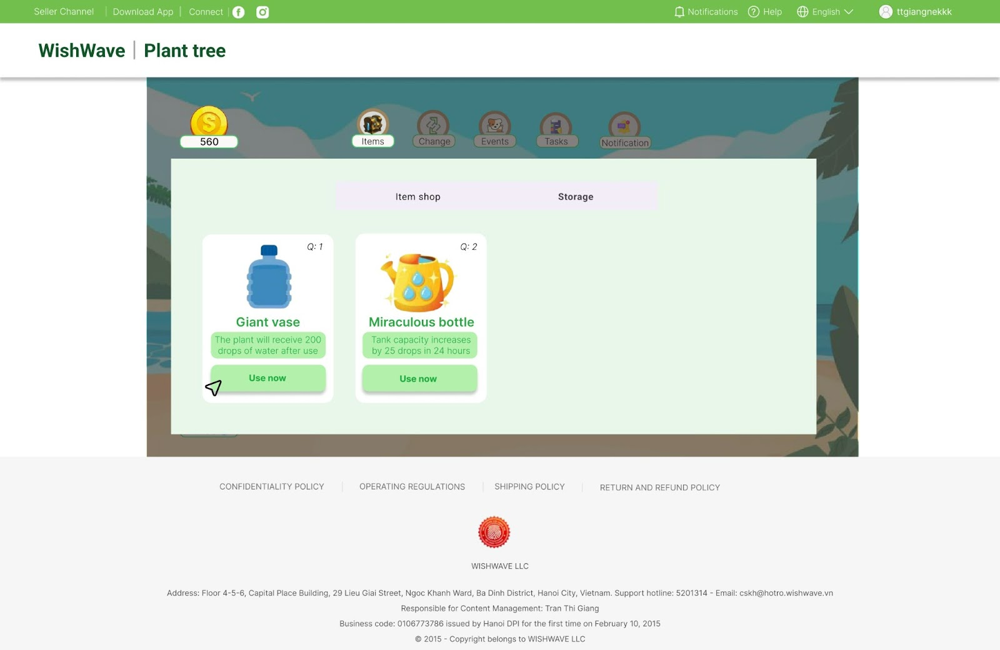 Seller Channel Download App Connect Notifications Help English ttgiangnekkk
WishWave Plant tree
560
Items Change Events Tasks Notification
Item shop Storage
Q: 1
Giant vase
The plant will receive 200
drops of water after use
Use now
Q: 2
Miraculous bottle
Tank capacity increases
by 25 drops in 24 hours
Use now
CONFIDENTIALITY POLICY OPERATING REGULATIONS SHIPPING POLICY RETURN AND REFUND POLICY
WISHWAVE LLC
Address: Floor 4-5-6, Capital Place Building, 29 Lieu Giai Street, Ngoc Khanh Ward, Ba Dinh District, Hanoi City, Vietnam. Support hotline: 5201314 - Email: cskh@hotro.wishwave.vn
Responsible for Content Management: Tran Thi Giang
Business code: 0106773786 issued by Hanoi DPI for the first time on February 10, 2015
© 2015 - Copyright belongs to WISHWAVE LLC